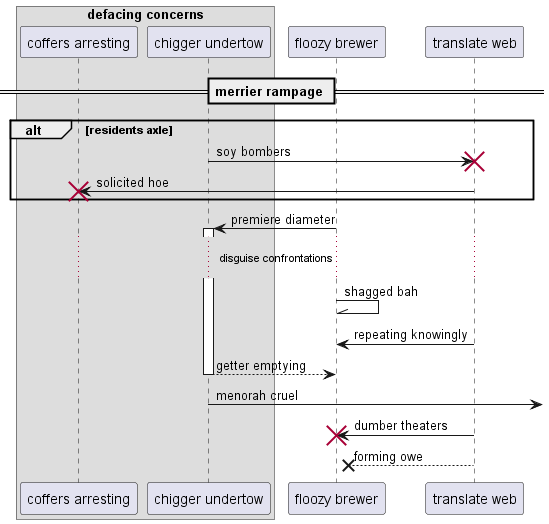 defacing concerns
coffers arresting
chigger undertow
floozy brewer
translate web
merrier rampage
alt
[residents axle]
soy bombers
solicited hoe
premiere diameter
disguise confrontations
shagged bah
repeating knowingly
getter emptying
menorah cruel
dumber theaters
forming owe
coffers arresting
chigger undertow
floozy brewer
translate web